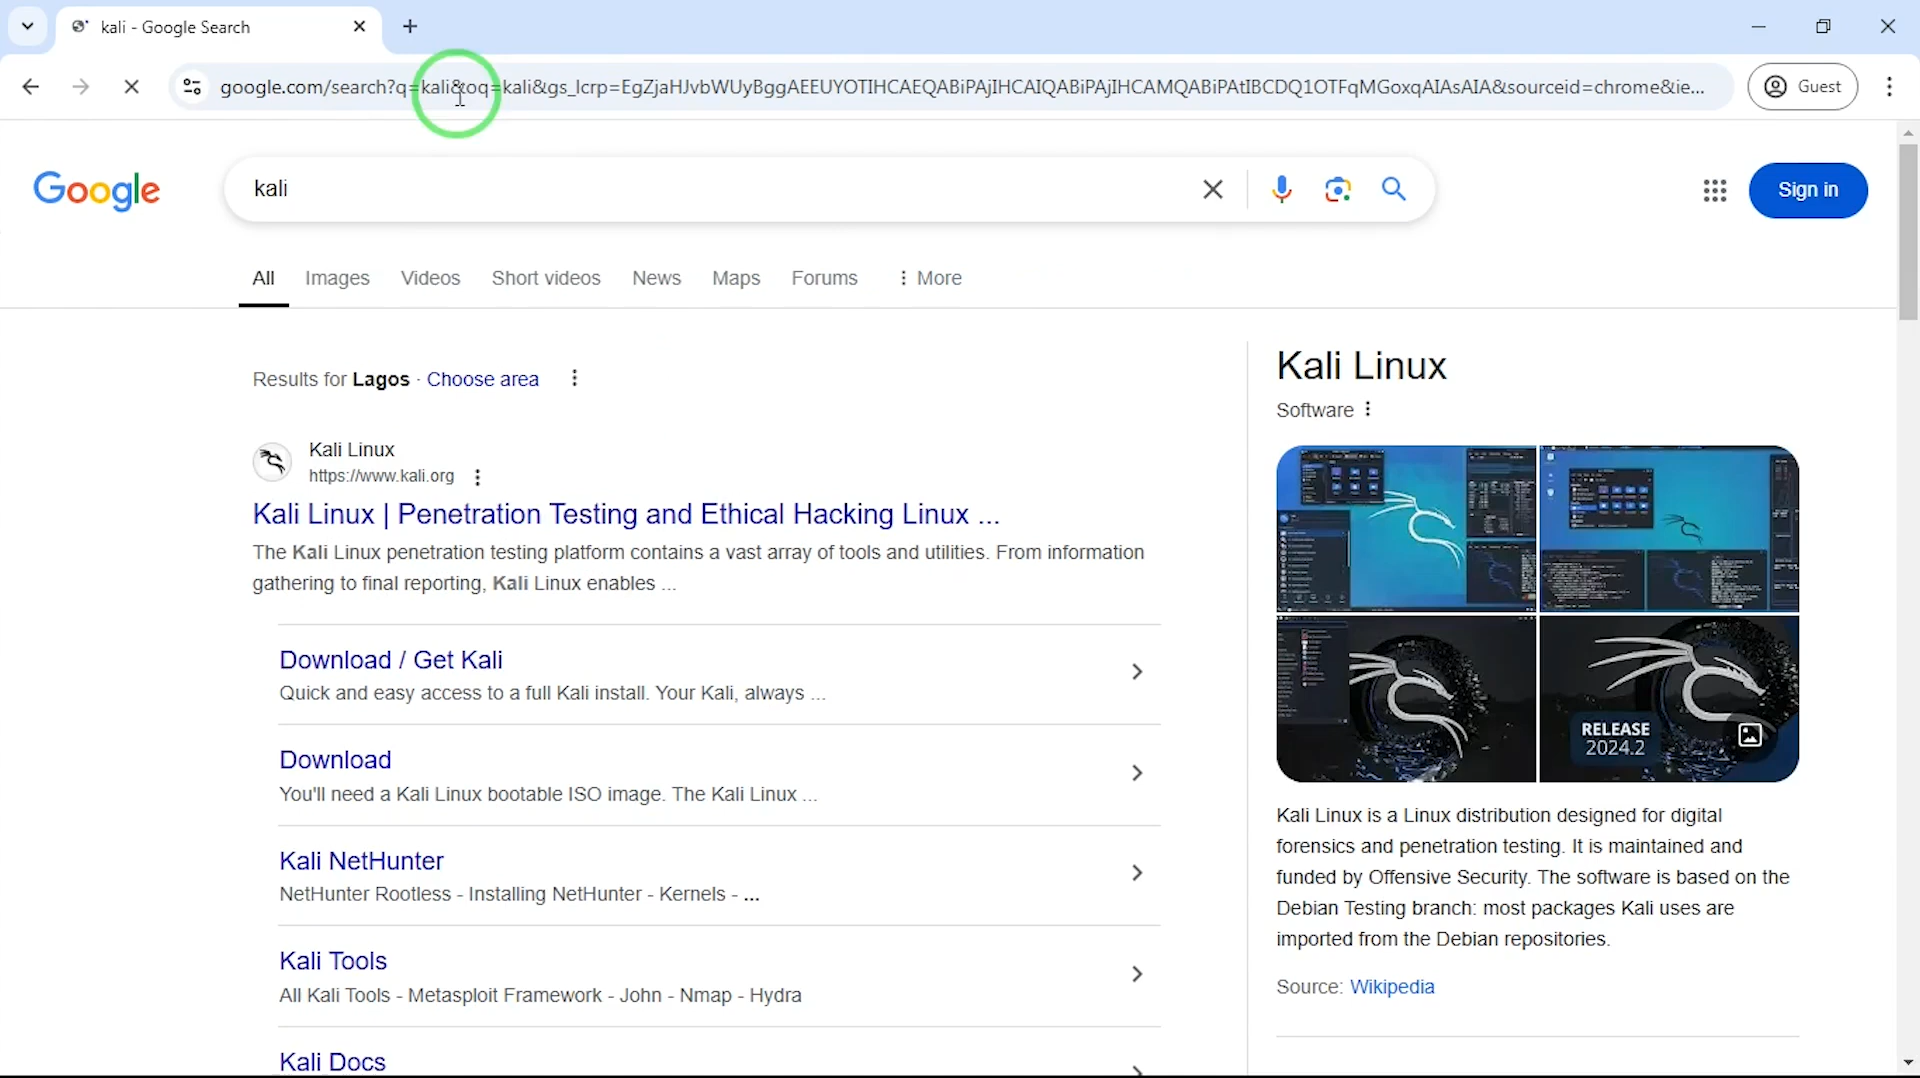 kali - Google Search
google.com/search?q=kali&oq=kali&gs_lcrp=EgZjaHJvbWUyBggAEEUYOTIHCAEQABiPAjIHCAIQABiPAjIHCAMQABiPAtIBCDQ1OTFqMGoxqAIAsAIA&sourceid=chrome&ie...
Guest
Google
kali
Sign in
All Images Videos Short videos News Maps Forums More
Results for Lagos · Choose area
Kali Linux
https://www.kali.org
Kali Linux | Penetration Testing and Ethical Hacking Linux ...
The Kali Linux penetration testing platform contains a vast array of tools and utilities. From information
gathering to final reporting, Kali Linux enables ...
Download / Get Kali
Quick and easy access to a full Kali install. Your Kali, always ...
Download
You'll need a Kali Linux bootable ISO image. The Kali Linux ...
Kali NetHunter
NetHunter Rootless - Installing NetHunter - Kernels - ...
Kali Tools
All Kali Tools - Metasploit Framework - John - Nmap - Hydra
Kali Docs
Kali Linux
Software
RELEASE
2024.2
Kali Linux is a Linux distribution designed for digital
forensics and penetration testing. It is maintained and
funded by Offensive Security. The software is based on the
Debian Testing branch: most packages Kali uses are
imported from the Debian repositories.
Source: Wikipedia